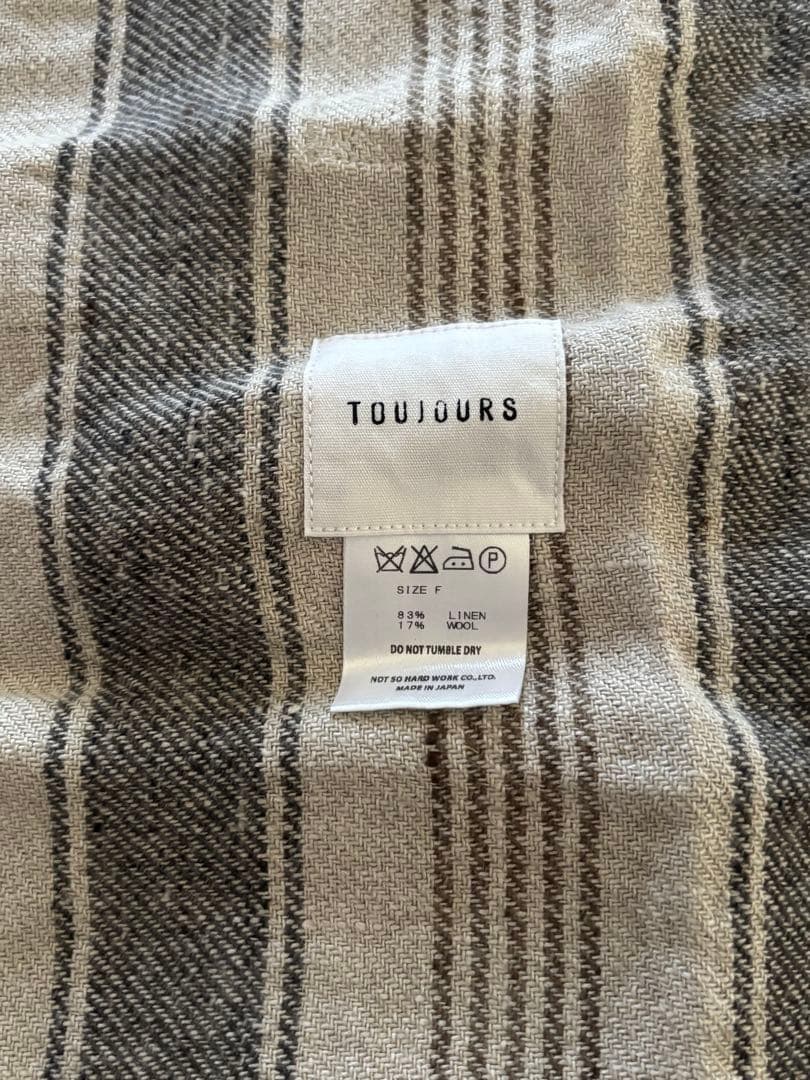 TOUJOURS
P
SIZE F
83% LINEN
17% WOOL
DO NOT TUMBLE DRY
NOT SO HARD WORK CO.,LTD.
MADE IN JAPAN